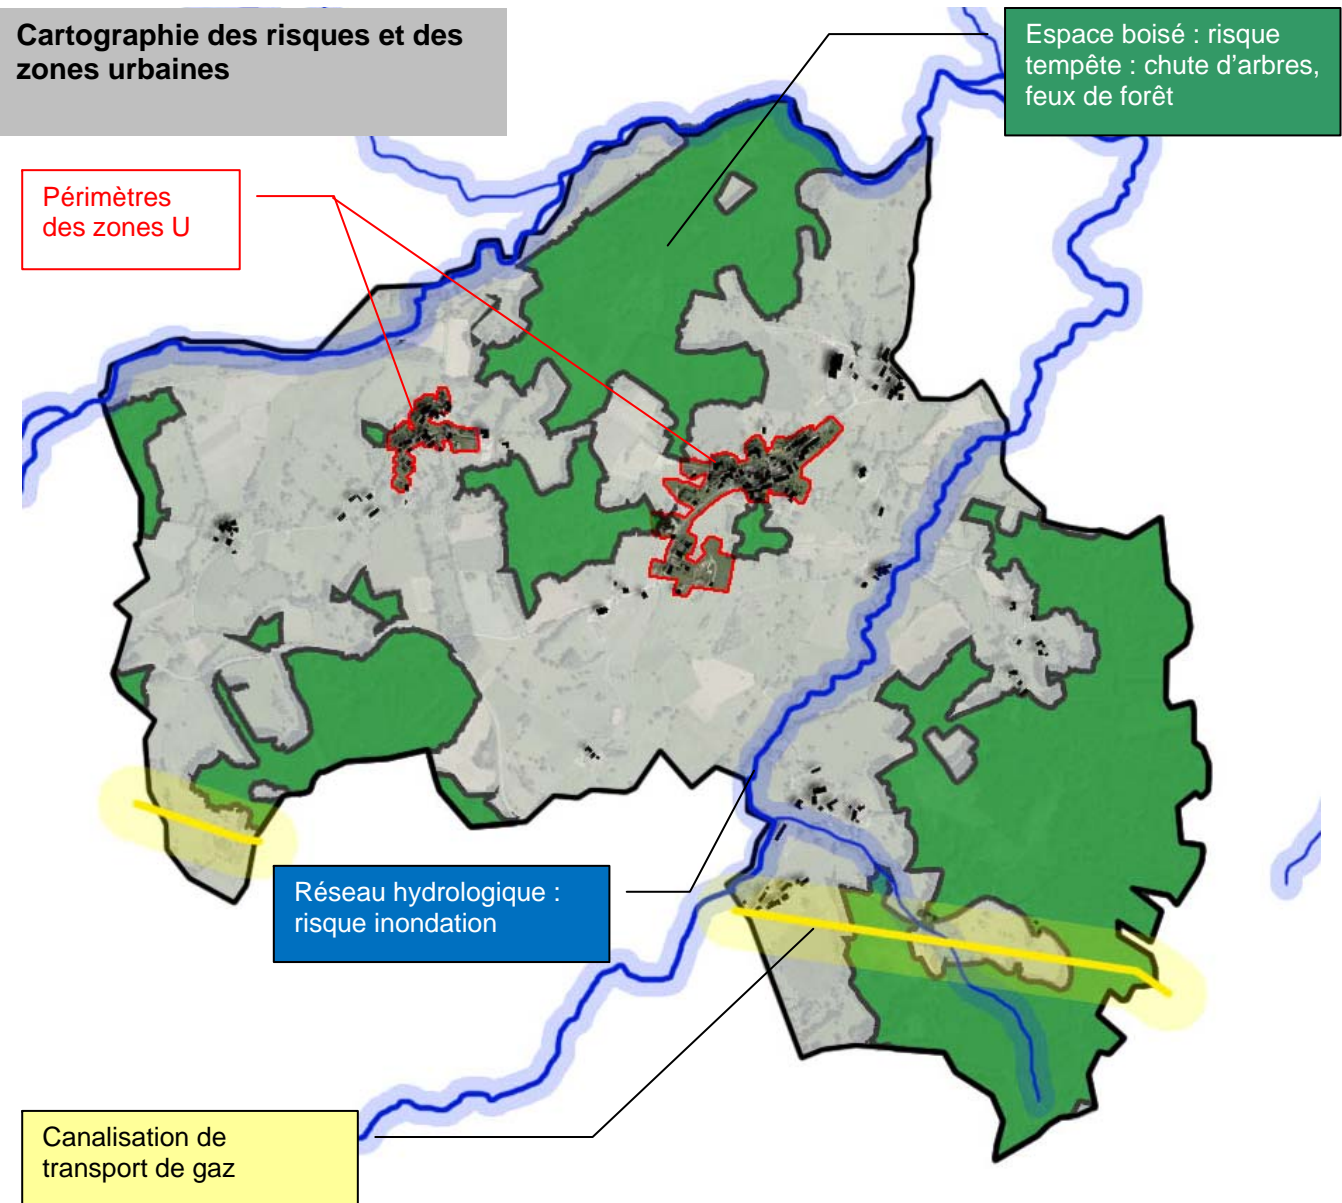 Cartographie des risques et des
zones urbaines
Espace boisé : risque
tempête : chute d’arbres,
feux de forêt
Périmètres
des zones U
Réseau hydrologique :
risque inondation
Canalisation de
transport de gaz